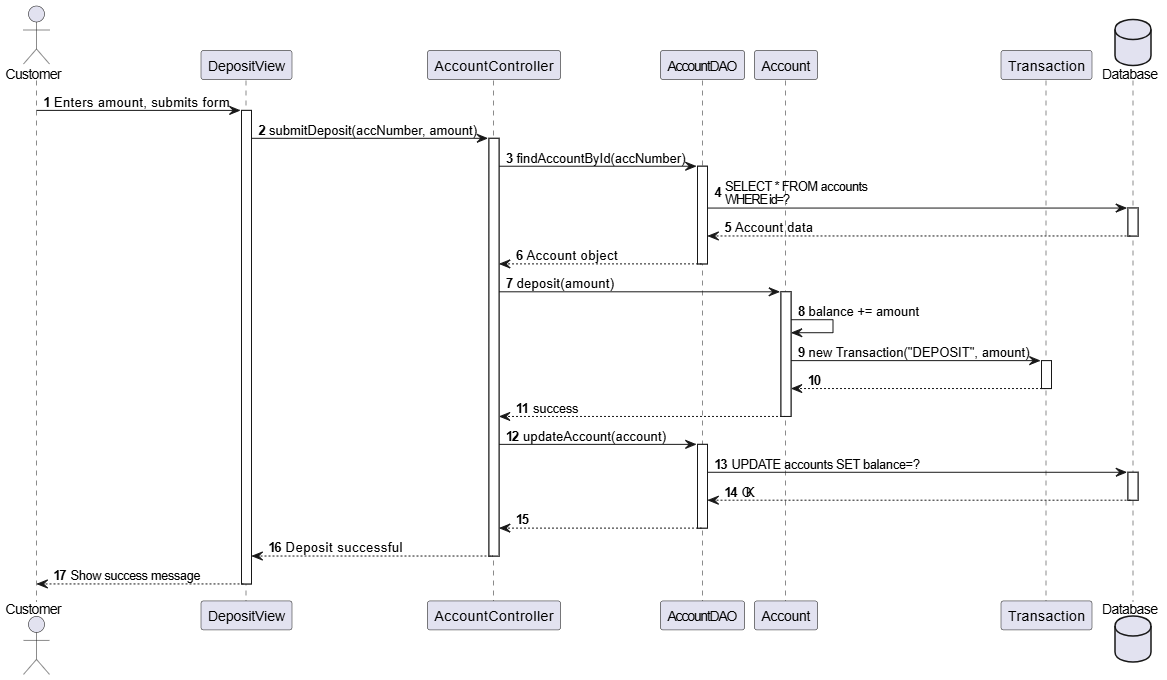 Customer
DepositView
AccountController
AccountDAO
Account
Transaction
Database
1 Enters amount, submits form
2 submitDeposit(accNumber, amount)
3 findAccountById(accNumber)
4 SELECT * FROM accounts
WHERE id=?
5 Account data
6 Account object
7 deposit(amount)
8 balance += amount
9 new Transaction("DEPOSIT", amount)
10
11 success
12 updateAccount(account)
13 UPDATE accounts SET balance=?
14 OK
15
16 Deposit successful
17 Show success message
Customer
DepositView
AccountController
AccountDAO
Account
Transaction
Database